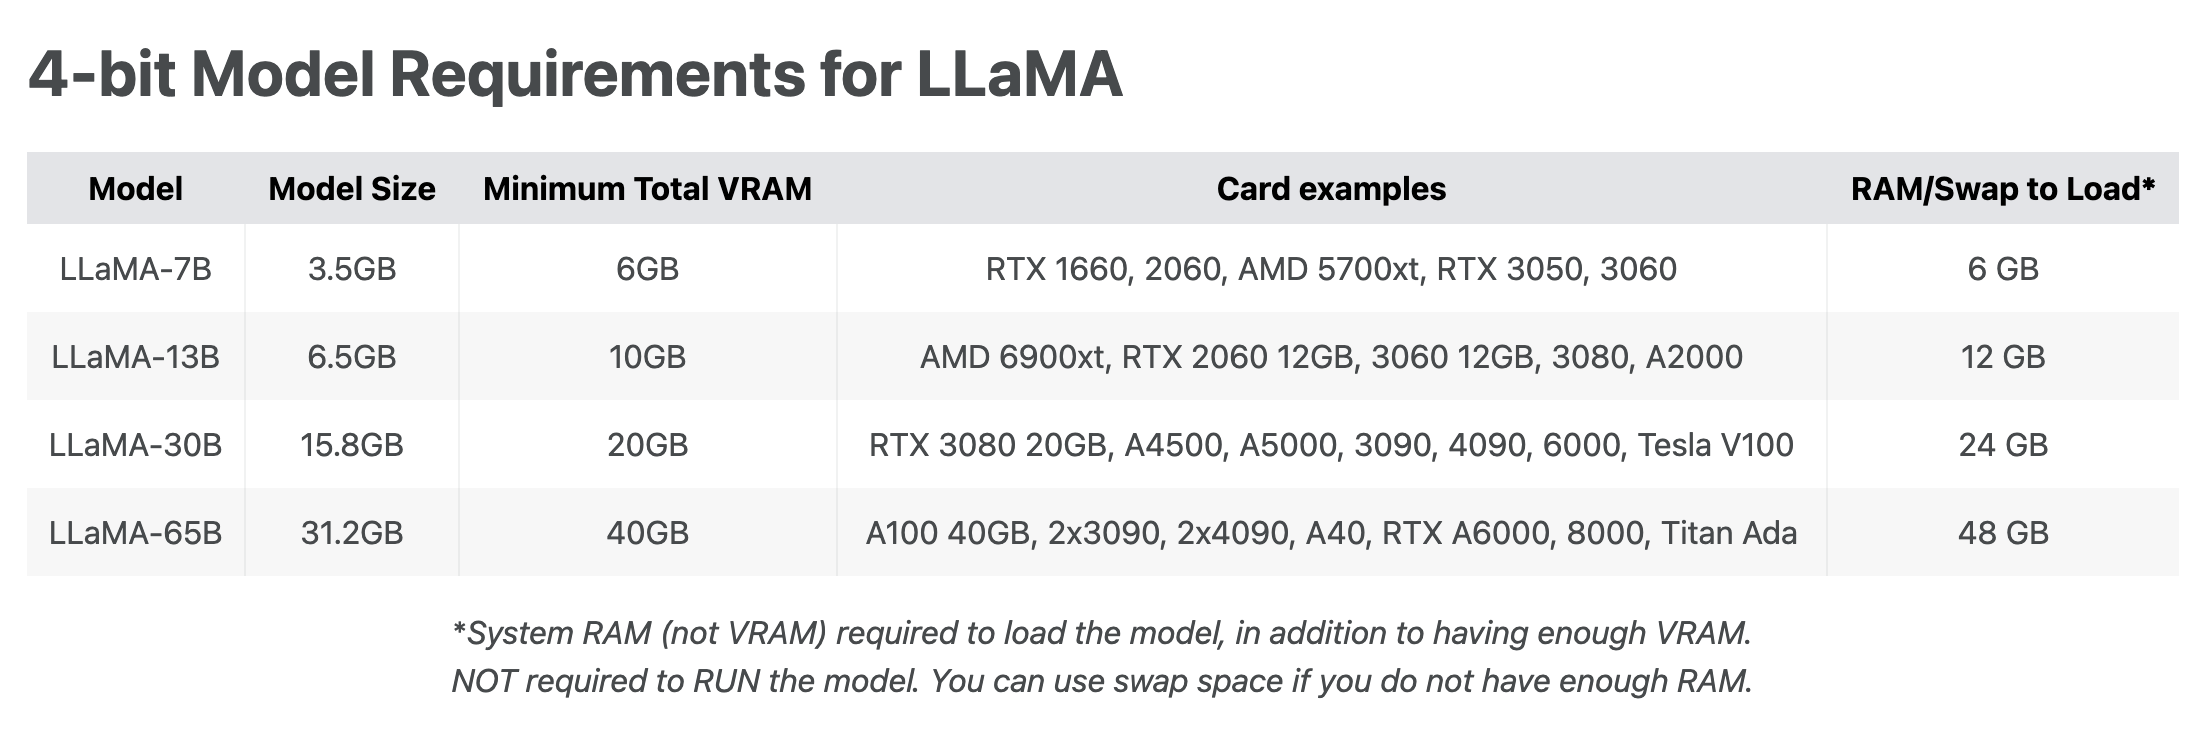 4-bit Model Requirements for LLaMA
Model Model Size Minimum Total VRAM Card examples RAM/Swap to Load*
LLaMA-7B 3.5GB 6GB RTX 1660, 2060, AMD 5700xt, RTX 3050, 3060 6 GB
LLaMA-13B 6.5GB 10GB AMD 6900xt, RTX 2060 12GB, 3060 12GB, 3080, A2000 12 GB
LLaMA-30B 15.8GB 20GB RTX 3080 20GB, A4500, A5000, 3090, 4090, 6000, Tesla V100 24 GB
LLaMA-65B 31.2GB 40GB A100 40GB, 2x3090, 2x4090, A40, RTX A6000, 8000, Titan Ada 48 GB
*System RAM (not VRAM) required to load the model, in addition to having enough VRAM.
NOT required to RUN the model. You can use swap space if you do not have enough RAM.